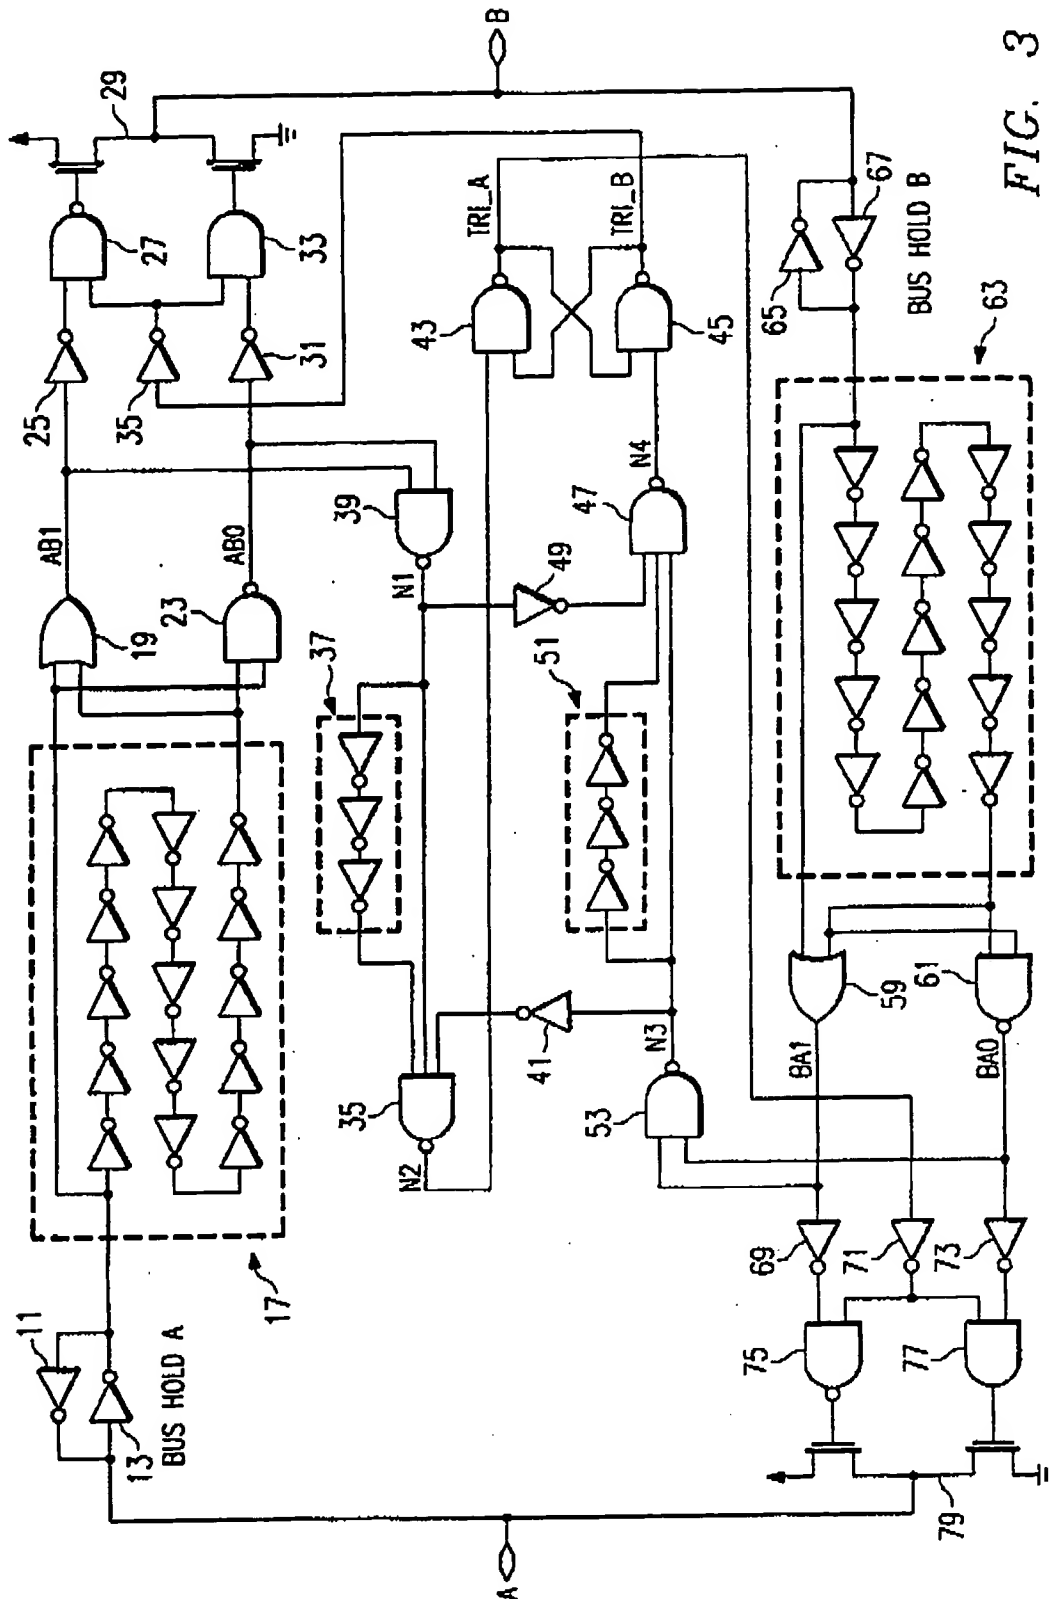 29
B
27
33
25
35
31
TRI_A
TRI_B
43
45
67
65
BUS HOLD B
AB1
AB0
39
N1
49
N4
47
63
19
23
37
51
17
35
N2
41
N3
53
59
61
BA1
BA0
11
13
BUS HOLD A
69
71
73
75
77
79
A
FIG. 3